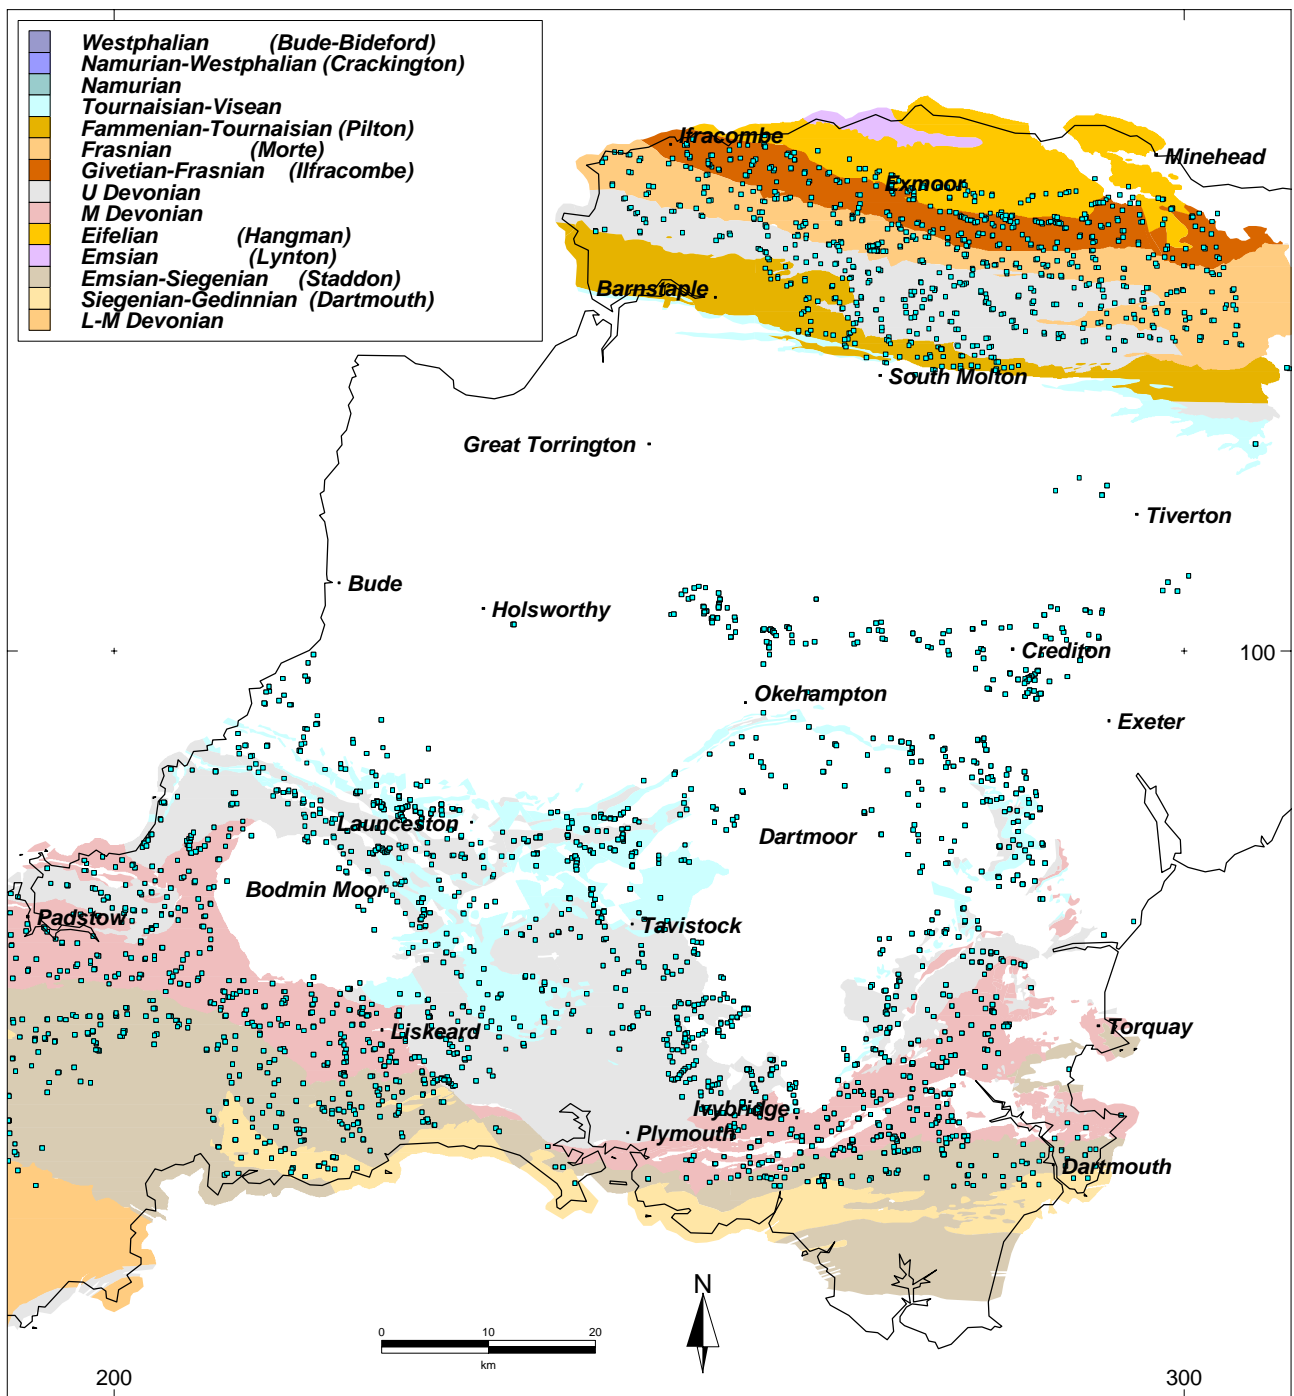 Westphalian (Bude-Bideford)
Namurian-Westphalian (Crackington)
Namurian
Tournaisian-Visean
Fammenian-Tournaisian (Pilton)
Frasnian (Morte)
Givetian-Frasnian (Ilfracombe)
U Devonian
M Devonian
Eifelian (Hangman)
Emsian (Lynton)
Emsian-Siegenian (Staddon)
Siegenian-Gedinnian (Dartmouth)
L-M Devonian
Ilfracombe
Minehead
Exmoor
Barnstaple
South Molton
Great Torrington
Tiverton
Bude
Holsworthy
Crediton
100
Okehampton
Exeter
Launceston
Dartmoor
Bodmin Moor
Padstow
Tavistock
Torquay
Liskeard
Ivybridge
Plymouth
Dartmouth
N
0 10 20
km
200 300